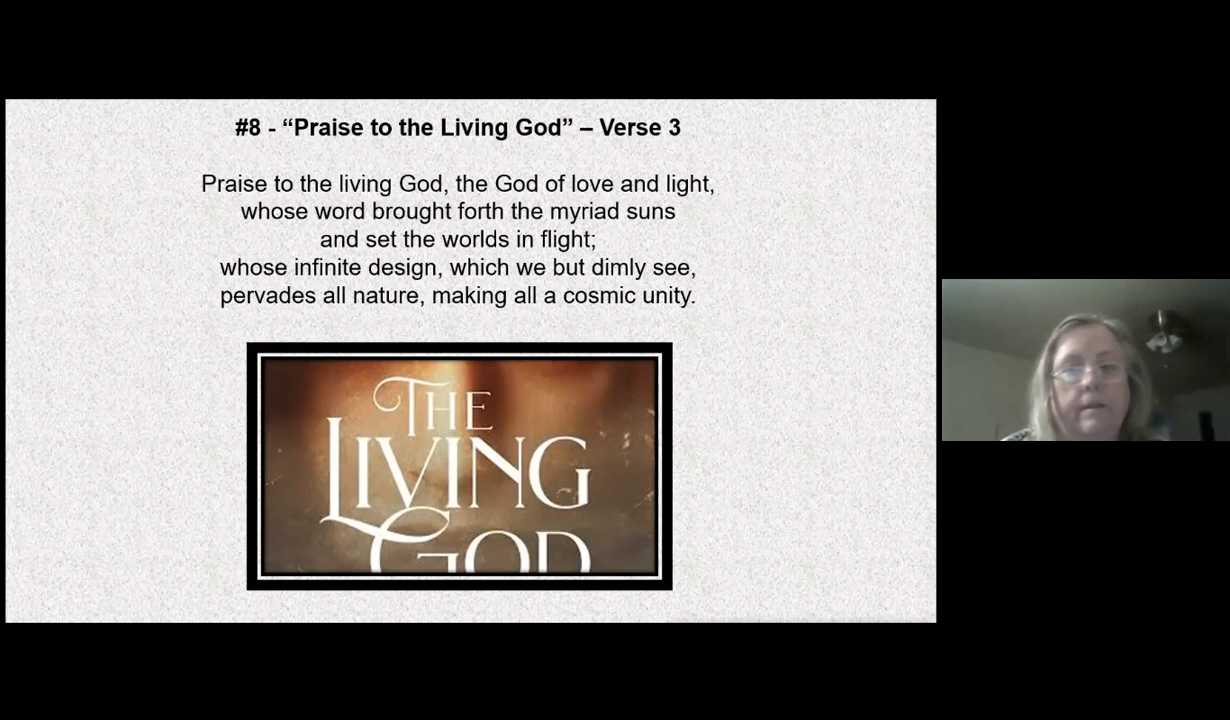 #8 - “Praise to the Living God” – Verse 3
Praise to the living God, the God of love and light,
whose word brought forth the myriad suns
and set the worlds in flight;
whose infinite design, which we but dimly see,
pervades all nature, making all a cosmic unity.
THE
LIVING
GOD